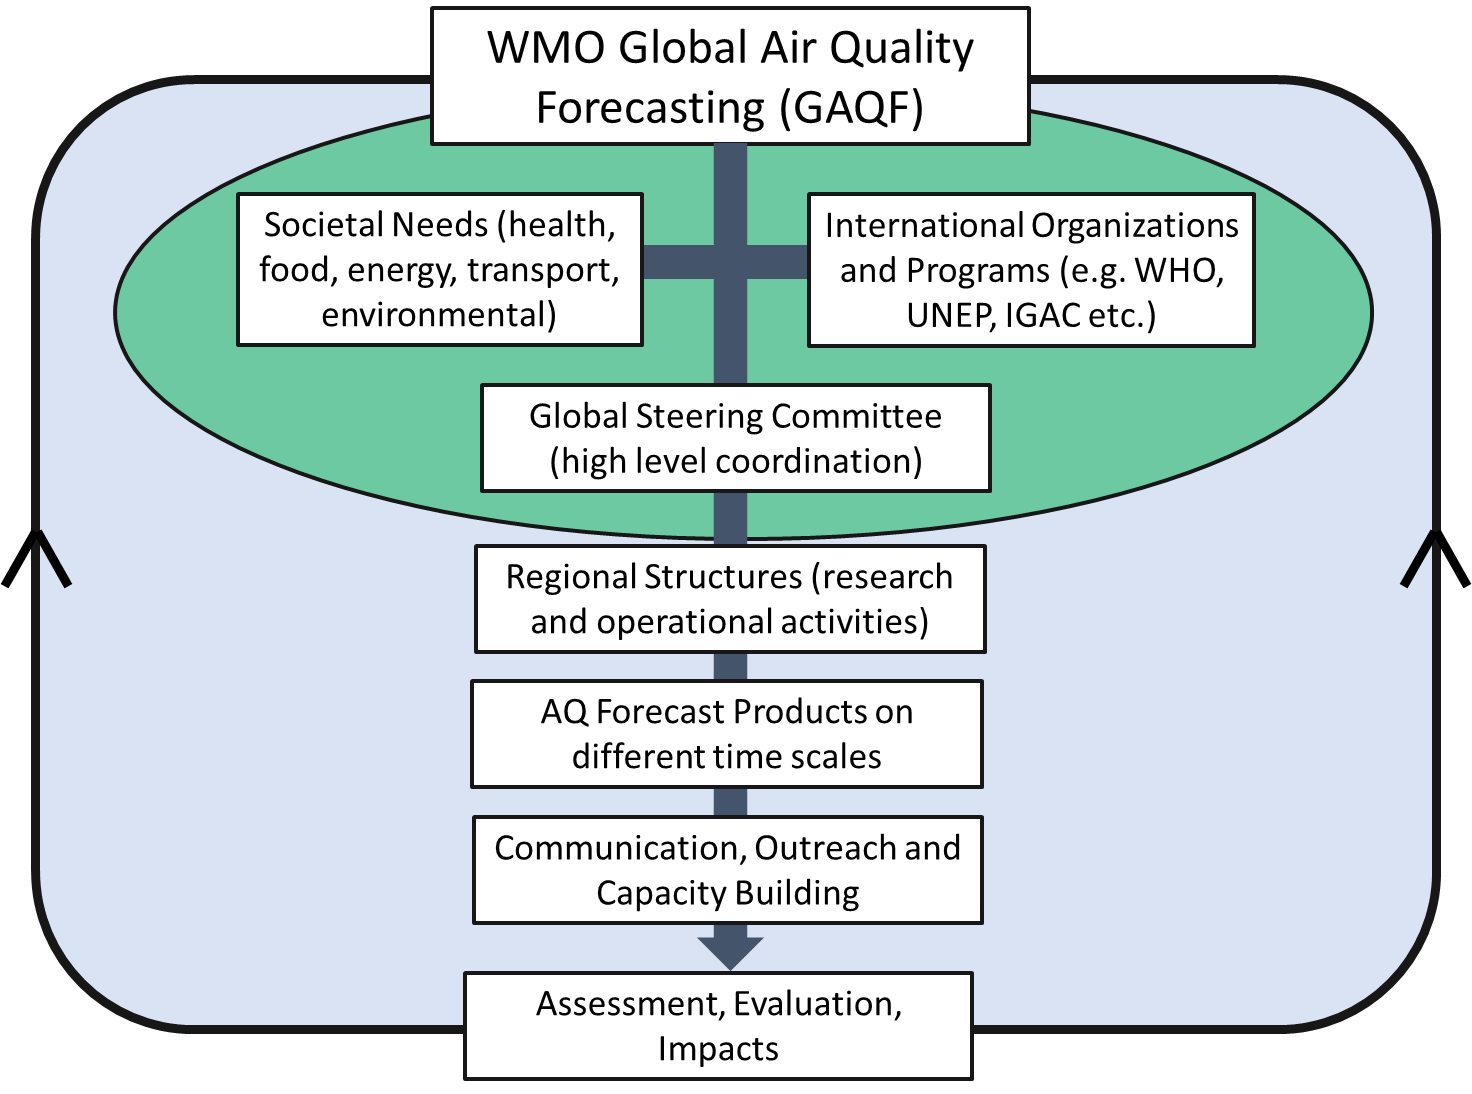 WMO Global Air Quality
Forecasting (GAQF)
Societal Needs (health,
food, energy, transport,
environmental)
International Organizations
and Programs (e.g. WHO,
UNEP, IGAC etc.)
Global Steering Committee
(high level coordination)
Regional Structures (research
and operational activities)
AQ Forecast Products on
different time scales
Communication, Outreach and
Capacity Building
Assessment, Evaluation,
Impacts